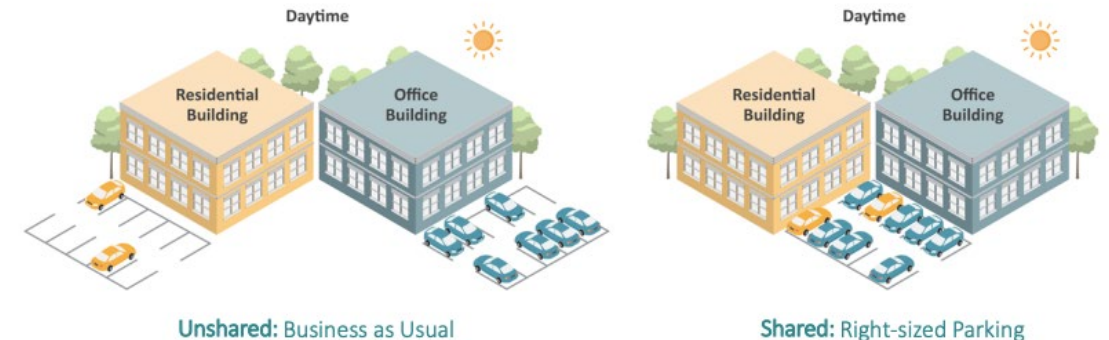 Daytime
Residential
Building
Office
Building
Unshared: Business as Usual
Daytime
Residential
Building
Office
Building
Shared: Right-sized Parking